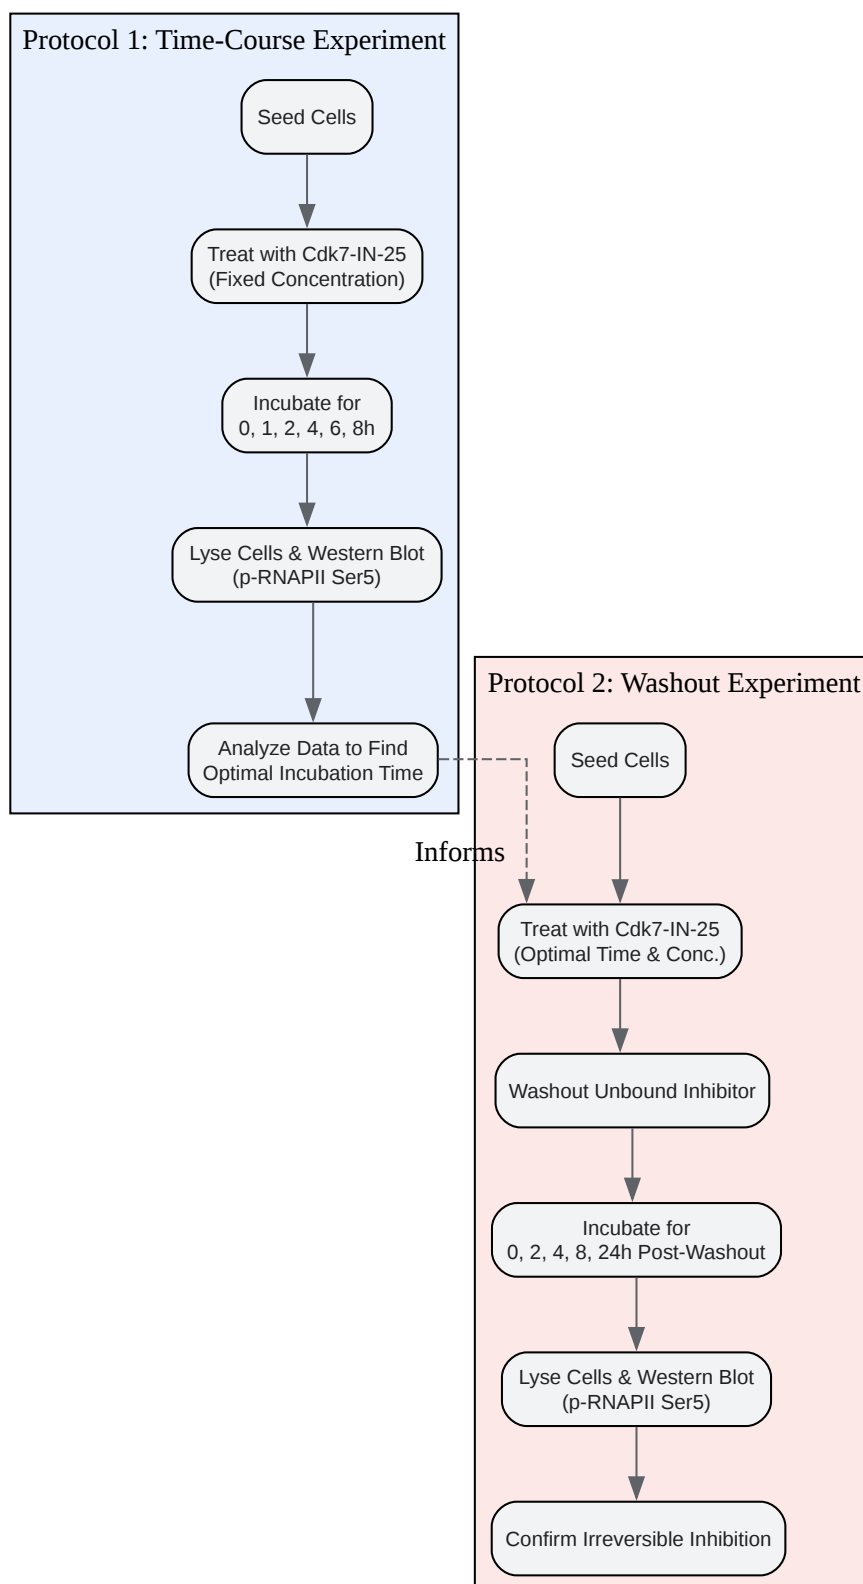 Protocol 1: Time-Course Experiment
Seed Cells
Treat with Cdk7-IN-25
(Fixed Concentration)
Incubate for
0, 1, 2, 4, 6, 8h
Lyse Cells & Western Blot
(p-RNAPII Ser5)
Analyze Data to Find
Optimal Incubation Time
Informs
Protocol 2: Washout Experiment
Seed Cells
Treat with Cdk7-IN-25
(Optimal Time & Conc.)
Washout Unbound Inhibitor
Incubate for
0, 2, 4, 8, 24h Post-Washout
Lyse Cells & Western Blot
(p-RNAPII Ser5)
Confirm Irreversible Inhibition